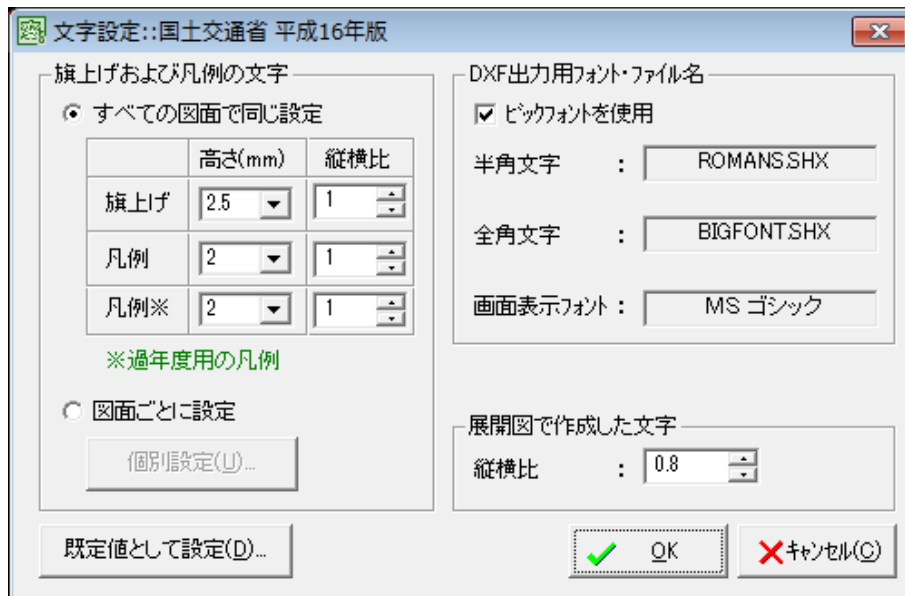 文字設定::国土交通省 平成16年版
旗上げおよび凡例の文字
すべての図面で同じ設定
高さ(mm) 縦横比
旗上げ 2.5 1
凡例 2 1
凡例※ 2 1
※過年度用の凡例
図面ごとに設定
個別設定(U)...
DXF出力用フォント・ファイル名
ビックフォントを使用
半角文字 : ROMANS.SHX
全角文字 : BIGFONT.SHX
画面表示フォント : MS ゴシック
展開図で作成した文字
縦横比 : 0.8
既定値として設定(D)...
OK
キャンセル(C)